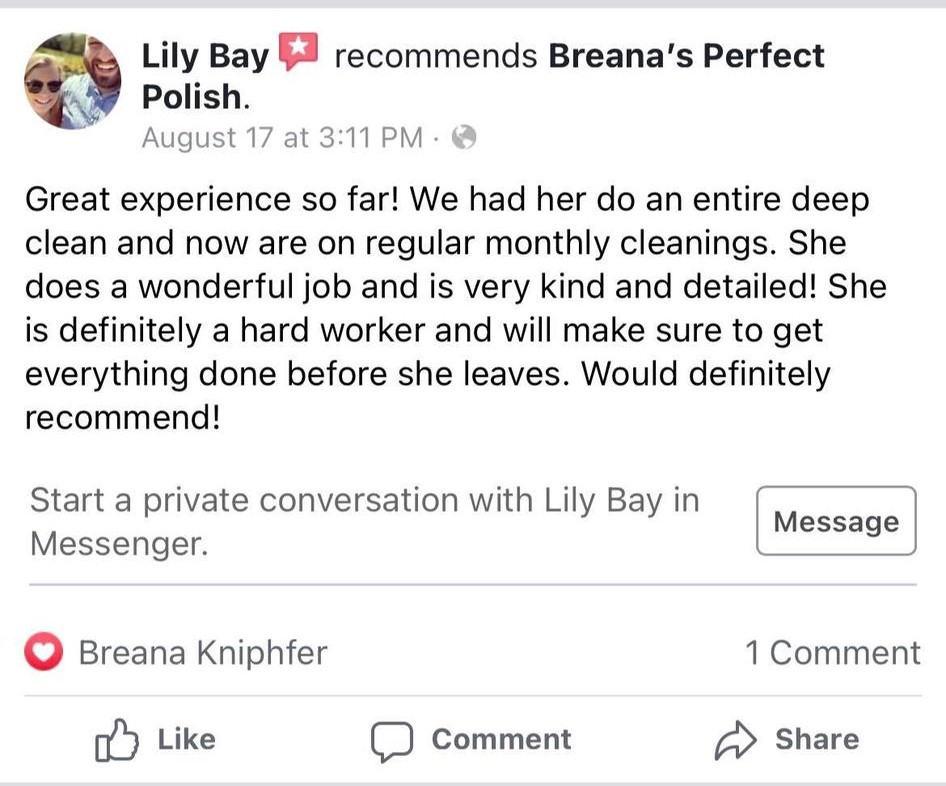 Lily Bay recommends Breana's Perfect
Polish.
August 17 at 3:11 PM ·
Great experience so far! We had her do an entire deep
clean and now are on regular monthly cleanings. She
does a wonderful job and is very kind and detailed! She
is definitely a hard worker and will make sure to get
everything done before she leaves. Would definitely
recommend!
Start a private conversation with Lily Bay in
Messenger.
Message
Breana Kniphfer
1 Comment
Like
Comment
Share